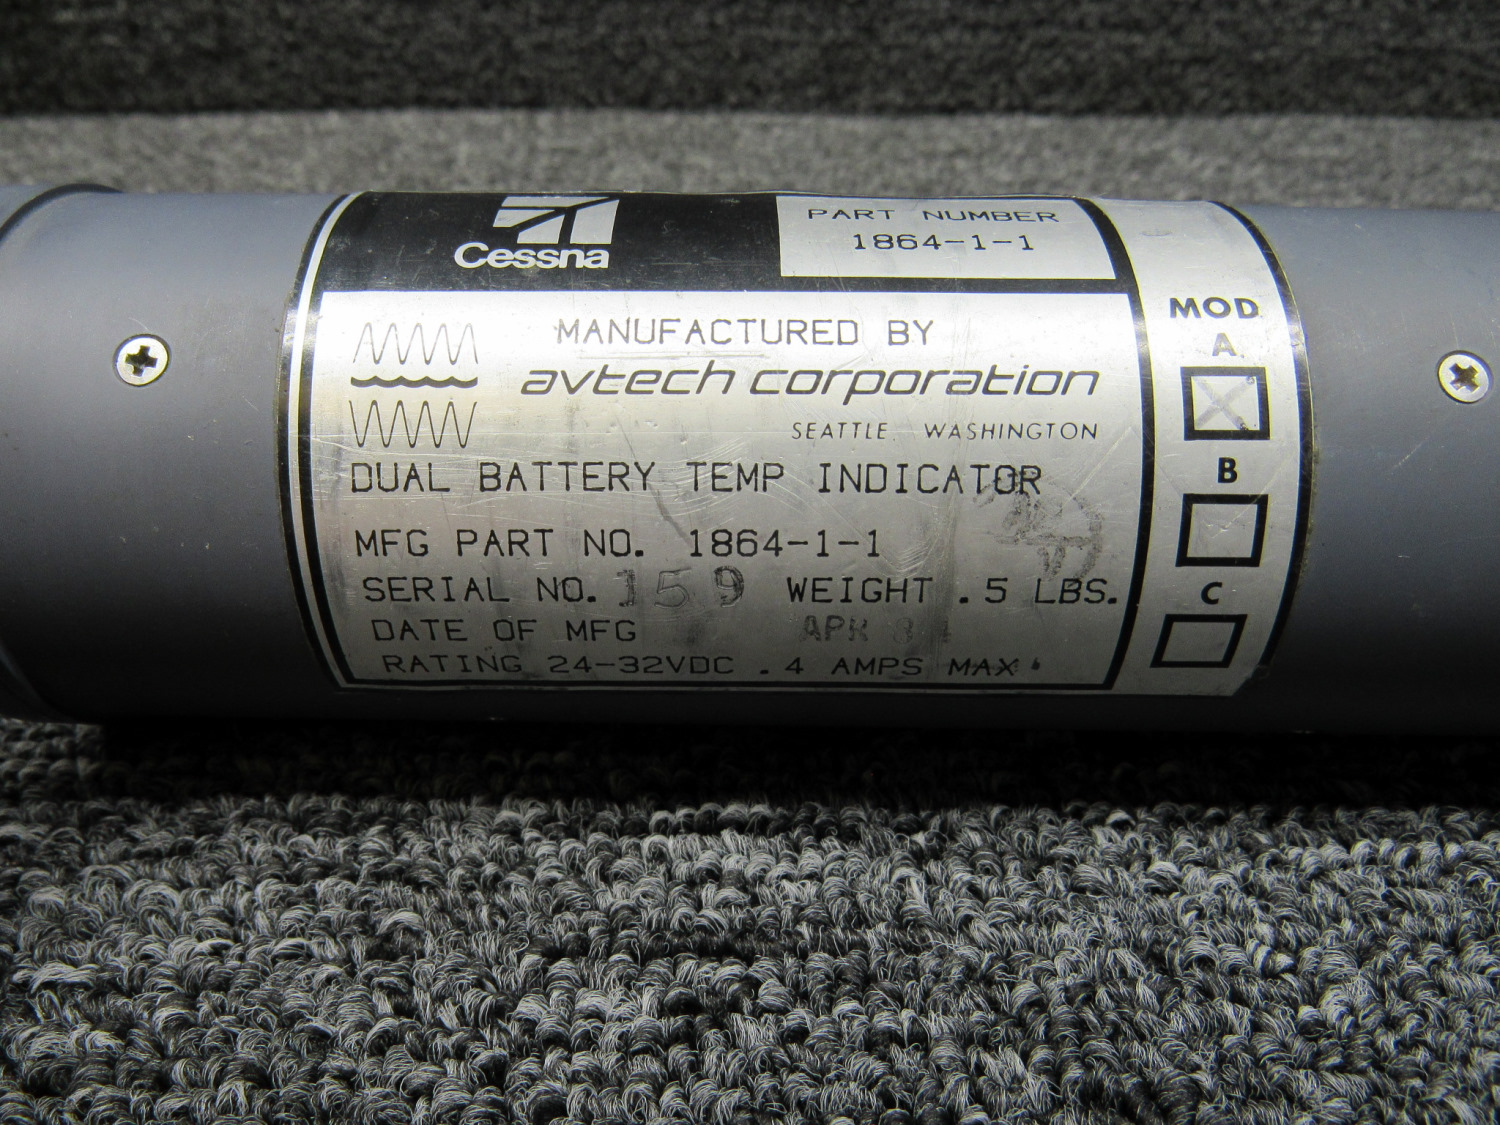 Cessna
PART NUMBER
1864-1-1
MANUFACTURED BY
avtech corporation
SEATTLE, WASHINGTON
DUAL BATTERY TEMP INDICATOR
MFG PART NO. 1864-1-1
SERIAL NO. 159 WEIGHT .5 LBS.
DATE OF MFG APR 84
RATING 24-32VDC .4 AMPS MAX.
MOD
A
B
C